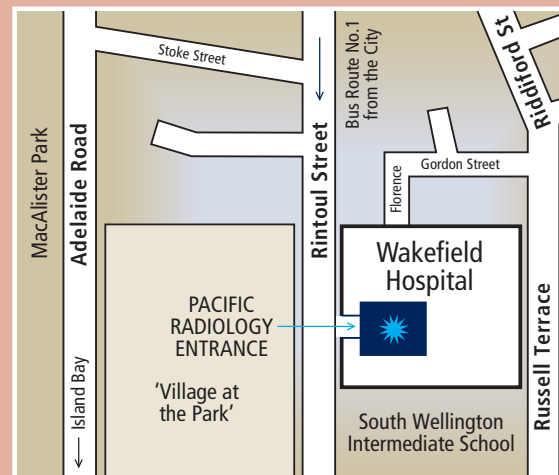 Stoke Street
Bus Route No.1
from the City
Riddiford St
MacAlister Park
Adelaide Road
Rintoul Street
Gordon Street
Florence
Wakefield
Hospital
PACIFIC
RADIOLOGY
ENTRANCE
Russell Terrace
Island Bay
'Village at
the Park'
South Wellington
Intermediate School